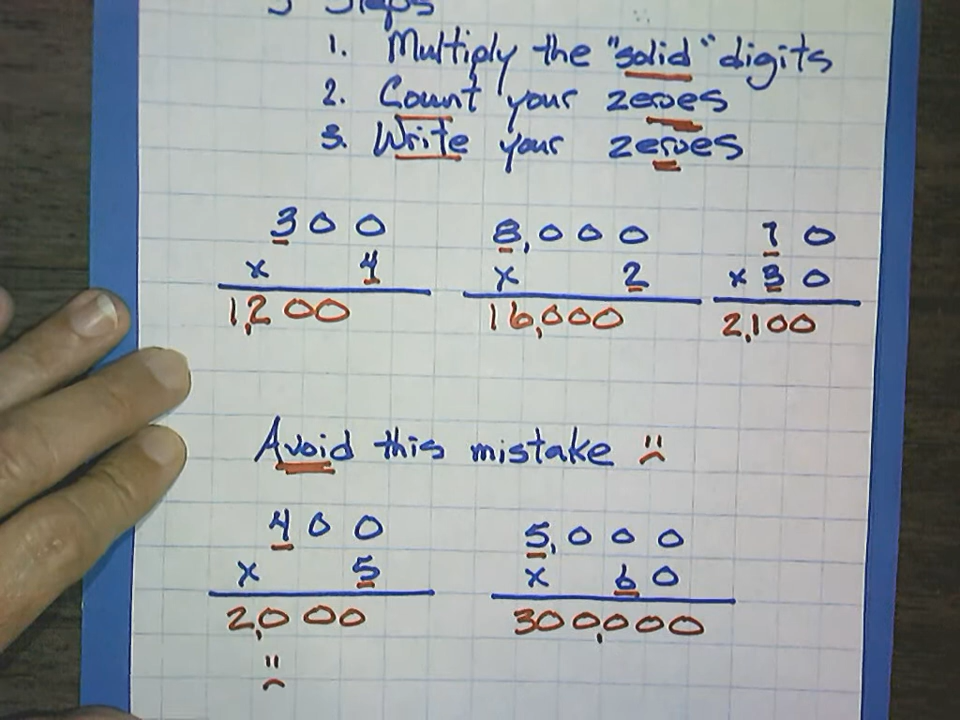 3 Steps
1. Multiply the "solid" digits
2. Count your zeroes
3. Write your zeroes
300 8,000 70
x 4 x 2 x 30
1,200 16,000 2,100
Avoid this mistake
400 5,000
x 5 x 60
2,000 300,000